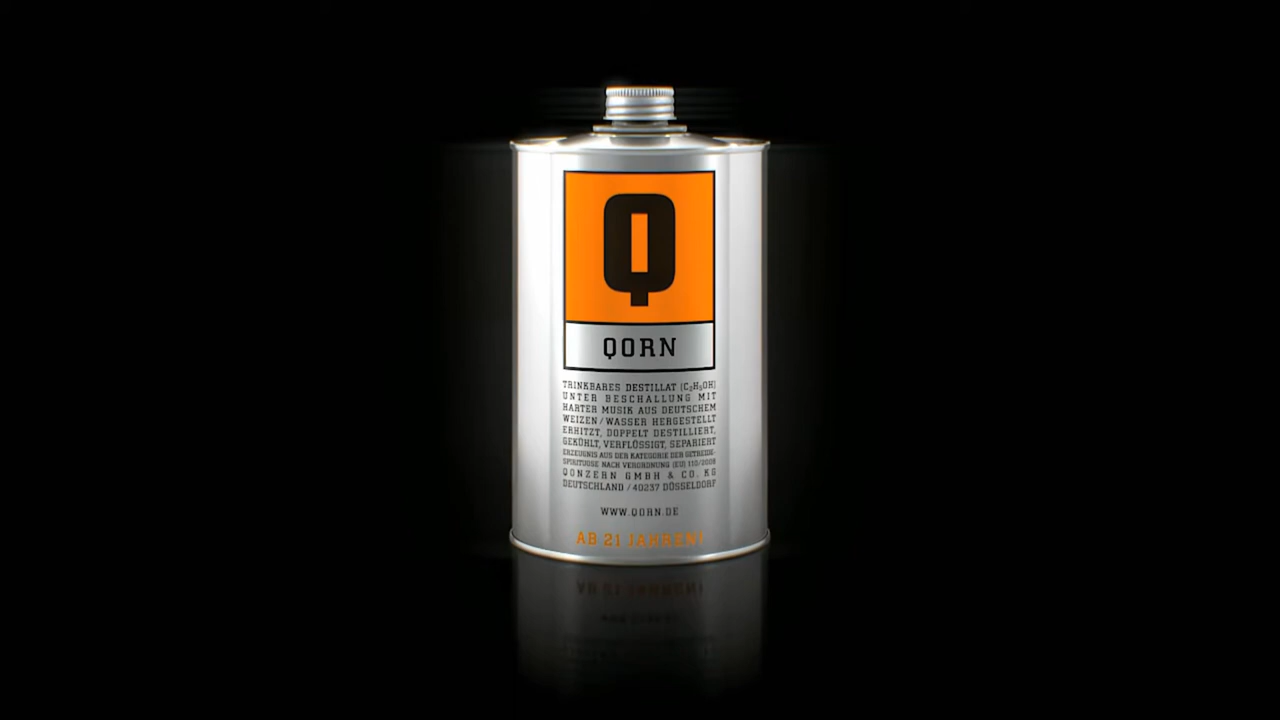 Q
QORN
TRINKBARES DESTILLAT (C₂H₅OH)
UNTER BESCHALLUNG MIT
HARTER MUSIK AUS DEUTSCHEM
WEIZEN / WASSER HERGESTELLT
ERHITZT, DOPPELT DESTILLIERT,
GEKÜHLT, VERFLÜSSIGT, SEPARIERT
ERZEUGNIS AUS DER KATEGORIE DER GETREIDE-
SPIRITUOSE NACH VERORDNUNG (EU) 110/2008
QONZERN GMBH & CO. KG
DEUTSCHLAND / 40237 DÜSSELDORF
WWW.QORN.DE
AB 21 JAHREN!